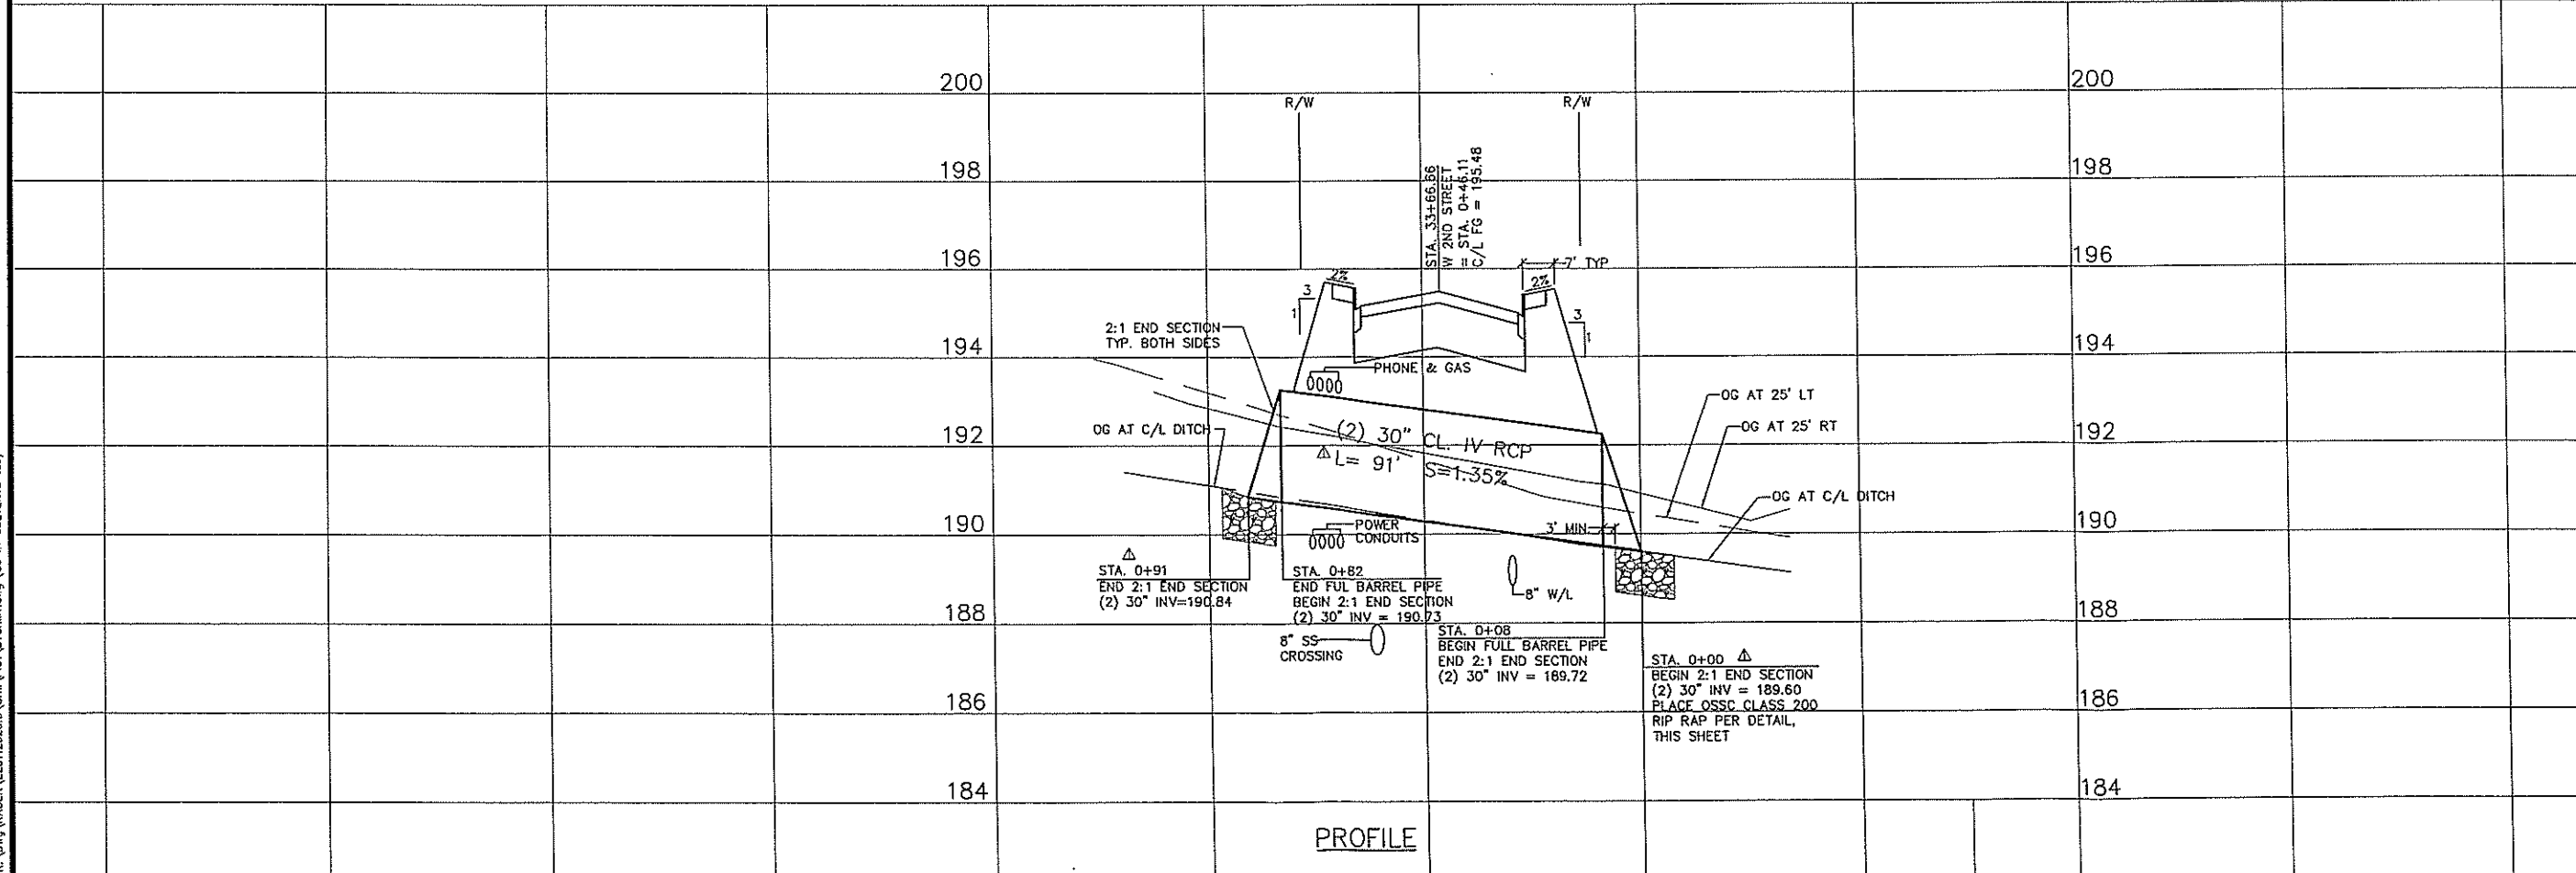 200
200
R/W
R/W
198
198
STA. 33+66.66
W 2ND STREET
= STA. 0+46.11
C/L FG = 195.48
196
196
2%
7' TYP
2%
3
1
3
1
2:1 END SECTION
TYP. BOTH SIDES
194
194
PHONE & GAS
OG AT 25' LT
OG AT C/L DITCH
192
192
(2) 30" CL. IV RCP
OG AT 25' RT
L= 91'
S=1.35%
OG AT C/L DITCH
190
190
POWER
CONDUITS
3' MIN
STA. 0+91
END 2:1 END SECTION
(2) 30" INV=190.84
STA. 0+82
END FUL BARREL PIPE
BEGIN 2:1 END SECTION
(2) 30" INV = 190.73
8" W/L
188
188
8" SS
CROSSING
STA. 0+08
BEGIN FULL BARREL PIPE
END 2:1 END SECTION
(2) 30" INV = 189.72
STA. 0+00
BEGIN 2:1 END SECTION
(2) 30" INV = 189.60
PLACE OSSC CLASS 200
RIP RAP PER DETAIL,
THIS SHEET
186
186
184
184
PROFILE